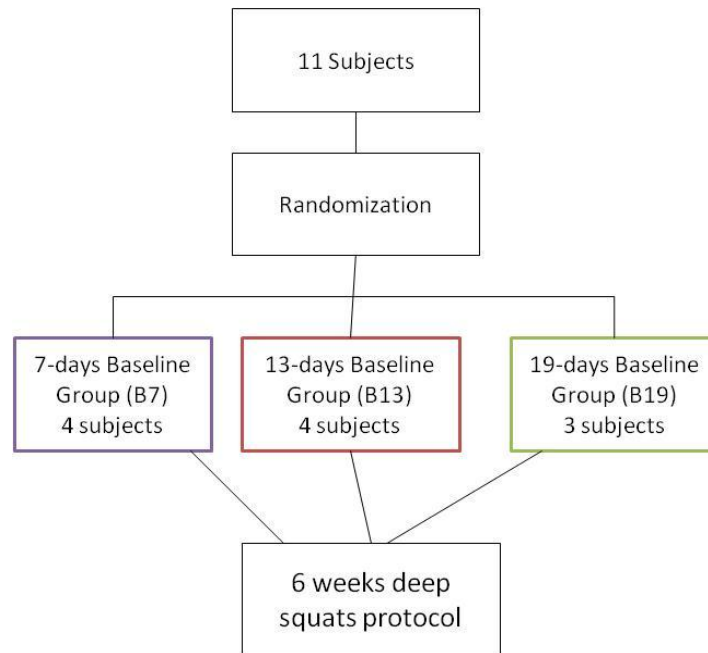 11 Subjects
Randomization
7-days Baseline
Group (B7)
4 subjects
13-days Baseline
Group (B13)
4 subjects
19-days Baseline
Group (B19)
3 subjects
6 weeks deep
squats protocol